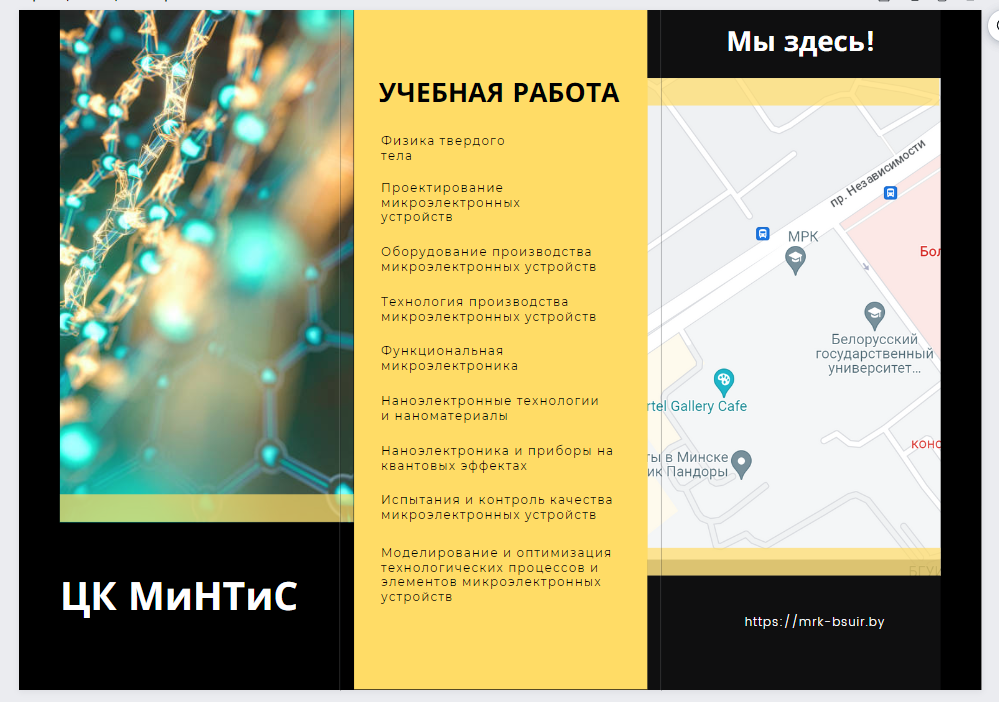 ЦК МиНТиС
УЧЕБНАЯ РАБОТА
Физика твердого
тела
Проектирование
микроэлектронных
устройств
Оборудование производства
микроэлектронных устройств
Технология производства
микроэлектронных устройств
Функциональная
микроэлектроника
Наноэлектронные технологии
и наноматериалы
Наноэлектроника и приборы на
квантовых эффектах
Испытания и контроль качества
микроэлектронных устройств
Моделирование и оптимизация
технологических процессов и
элементов микроэлектронных
устройств
Мы здесь!
пр. Независимости
МРК
Бол
Белорусский
государственный
университет...
rtel Gallery Cafe
конс
ты в Минске
ик Пандоры
https://mrk-bsuir.by